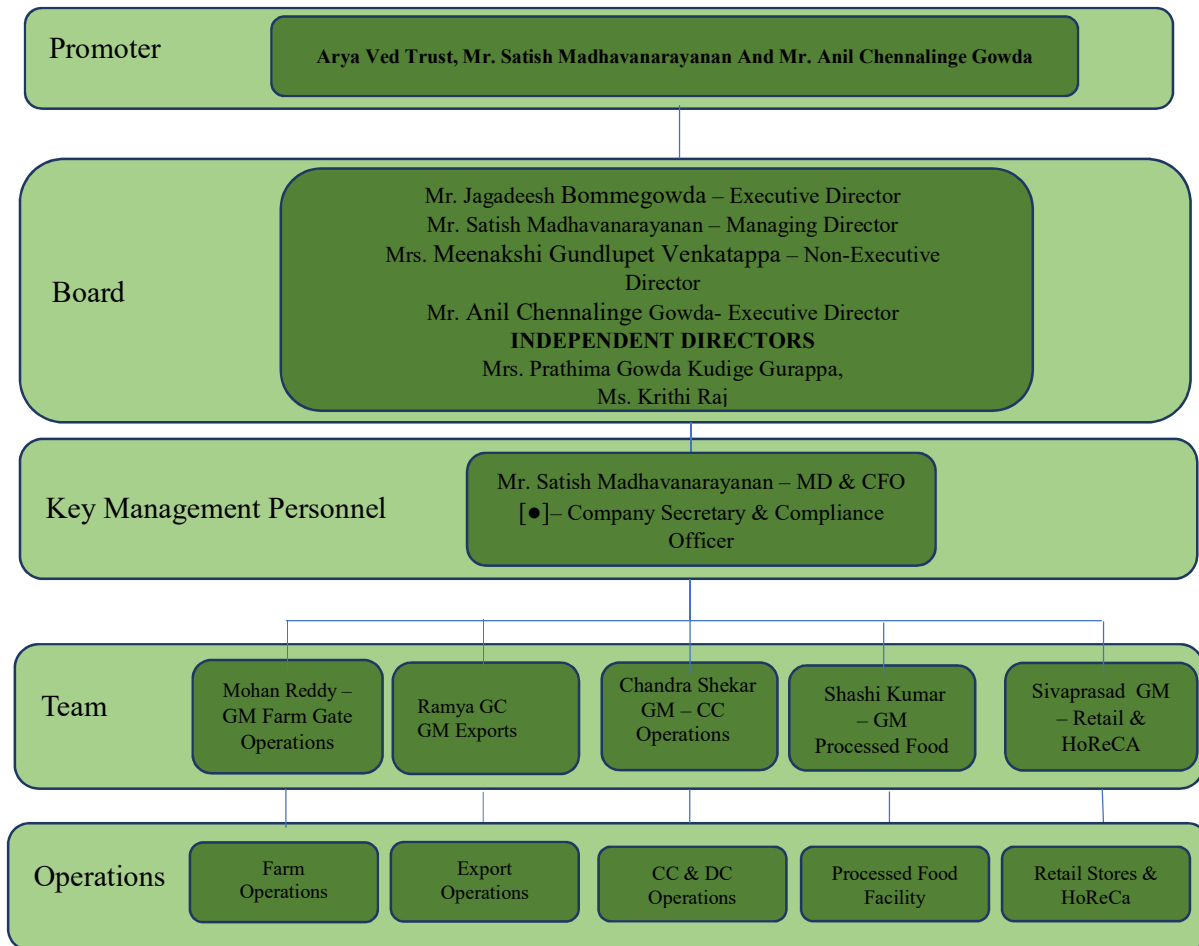 Promoter
Arya Ved Trust, Mr. Satish Madhavanarayanan And Mr. Anil Chennalinge Gowda
Board
Mr. Jagadeesh Bommegowda – Executive Director
Mr. Satish Madhavanarayanan – Managing Director
Mrs. Meenakshi Gundlupet Venkatappa – Non-Executive
Director
Mr. Anil Chennalinge Gowda- Executive Director
INDEPENDENT DIRECTORS
Mrs. Prathima Gowda Kudige Gurappa,
Ms. Krithi Raj
Key Management Personnel
Mr. Satish Madhavanarayanan – MD & CFO
[●]– Company Secretary & Compliance
Officer
Team
Mohan Reddy –
GM Farm Gate
Operations
Ramya GC
GM Exports
Chandra Shekar
GM – CC
Operations
Shashi Kumar
– GM
Processed Food
Sivaprasad GM
– Retail &
HoReCA
Operations
Farm
Operations
Export
Operations
CC & DC
Operations
Processed Food
Facility
Retail Stores &
HoReCa